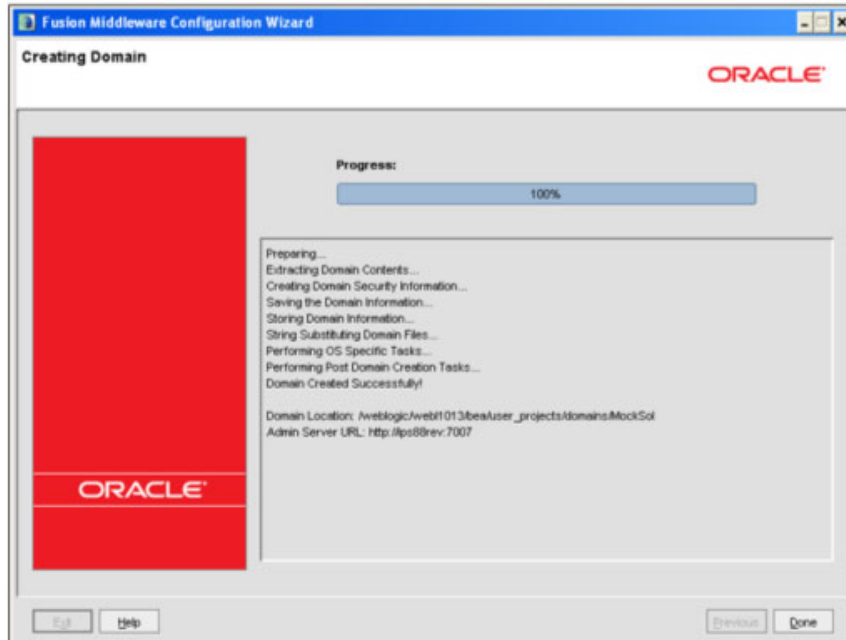 Fusion Middleware Configuration Wizard
Creating Domain
ORACLE
Progress:
100%
Preparing...
Extracting Domain Contents...
Creating Domain Security Information...
Saving the Domain Information...
Storing Domain Information...
String Substituting Domain Files...
Performing OS Specific Tasks...
Performing Post Domain Creation Tasks...
Domain Created Successfully!
Domain Location: /weblogic/webl1013/bea/user_projects/domains/MockSol
Admin Server URL: http://lps88rev:7007
ORACLE
Exit Help Previous Done